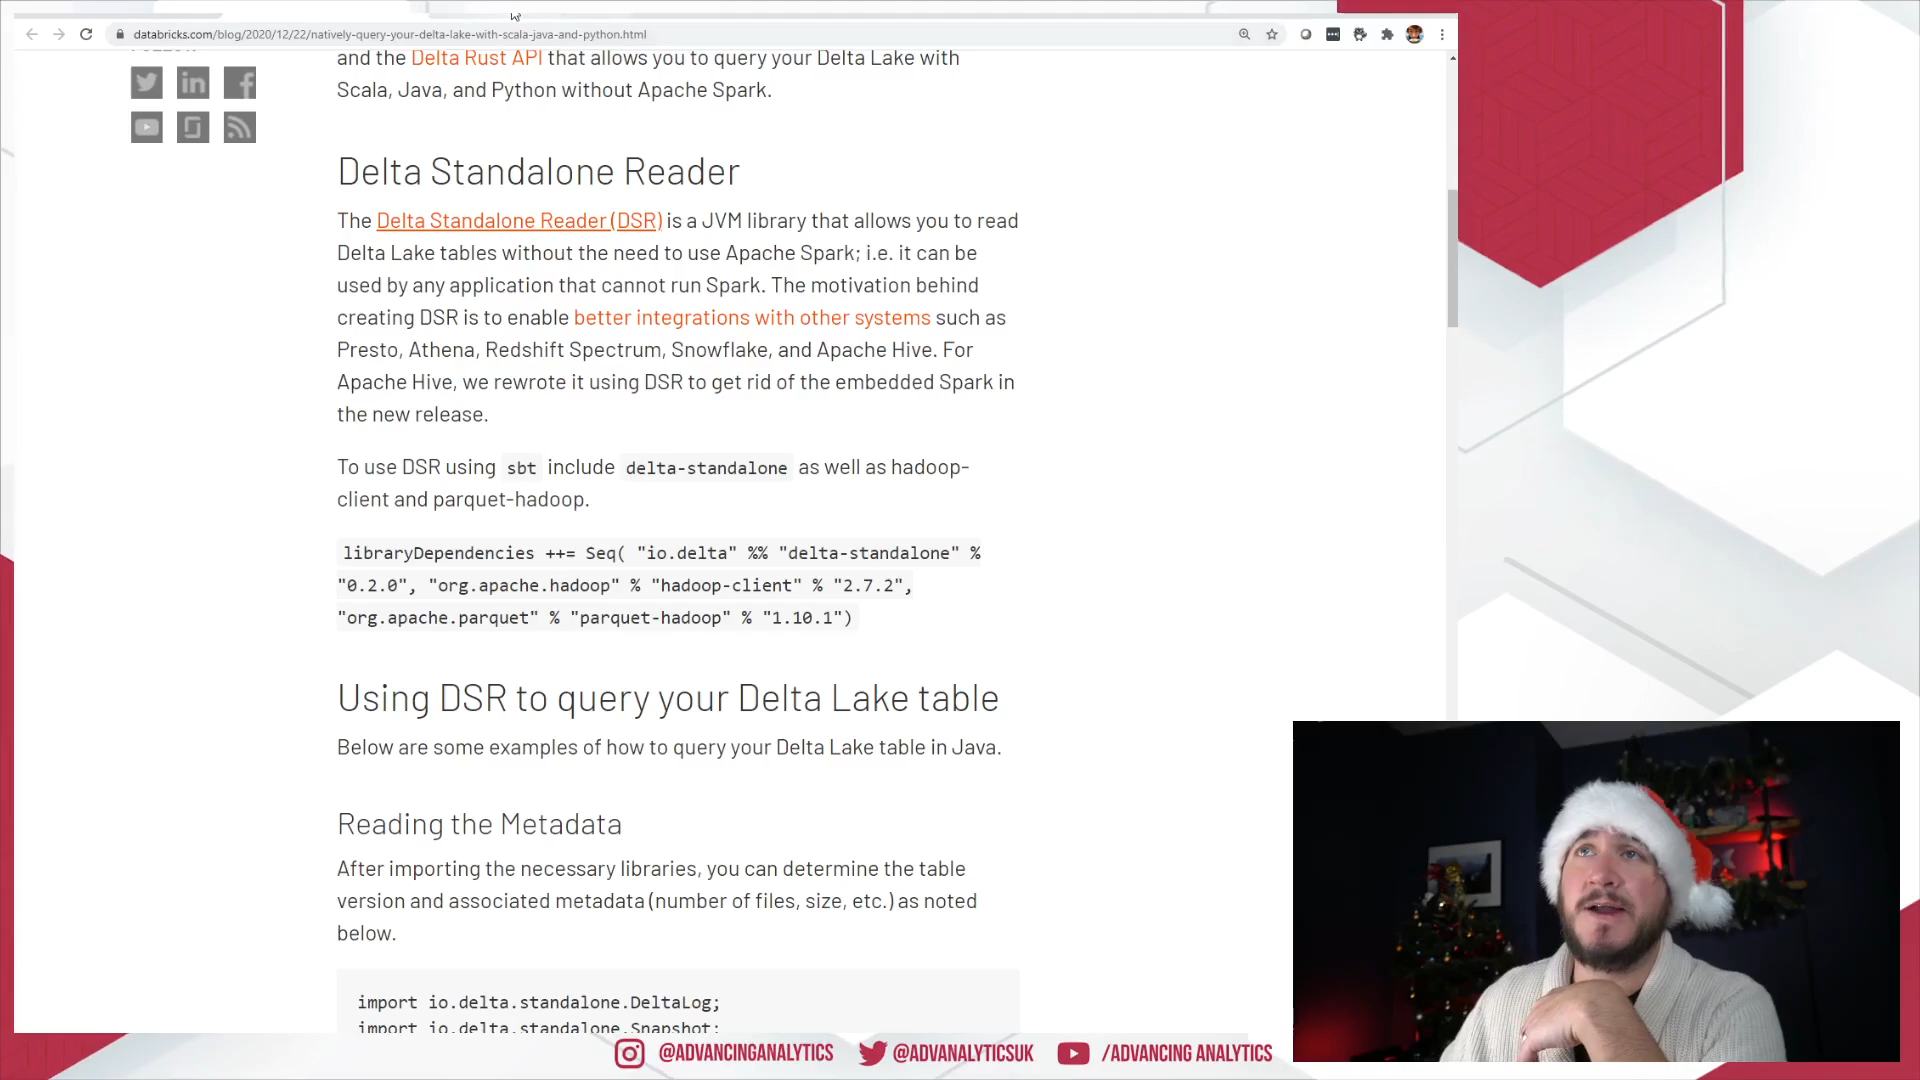 databricks.com/blog/2020/12/22/natively-query-your-delta-lake-with-scala-java-and-python.html
and the Delta Rust API that allows you to query your Delta Lake with
Scala, Java, and Python without Apache Spark.
Delta Standalone Reader
The Delta Standalone Reader (DSR) is a JVM library that allows you to read
Delta Lake tables without the need to use Apache Spark; i.e. it can be
used by any application that cannot run Spark. The motivation behind
creating DSR is to enable better integrations with other systems such as
Presto, Athena, Redshift Spectrum, Snowflake, and Apache Hive. For
Apache Hive, we rewrote it using DSR to get rid of the embedded Spark in
the new release.
To use DSR using sbt include delta-standalone as well as hadoop-
client and parquet-hadoop.
libraryDependencies ++= Seq( "io.delta" %% "delta-standalone" %
"0.2.0", "org.apache.hadoop" % "hadoop-client" % "2.7.2",
"org.apache.parquet" % "parquet-hadoop" % "1.10.1")
Using DSR to query your Delta Lake table
Below are some examples of how to query your Delta Lake table in Java.
Reading the Metadata
After importing the necessary libraries, you can determine the table
version and associated metadata (number of files, size, etc.) as noted
below.
import io.delta.standalone.DeltaLog;
import io.delta.standalone.Snapshot;
@ADVANCINGANALYTICS
@ADVANALYTICSUK
/ADVANCING ANALYTICS